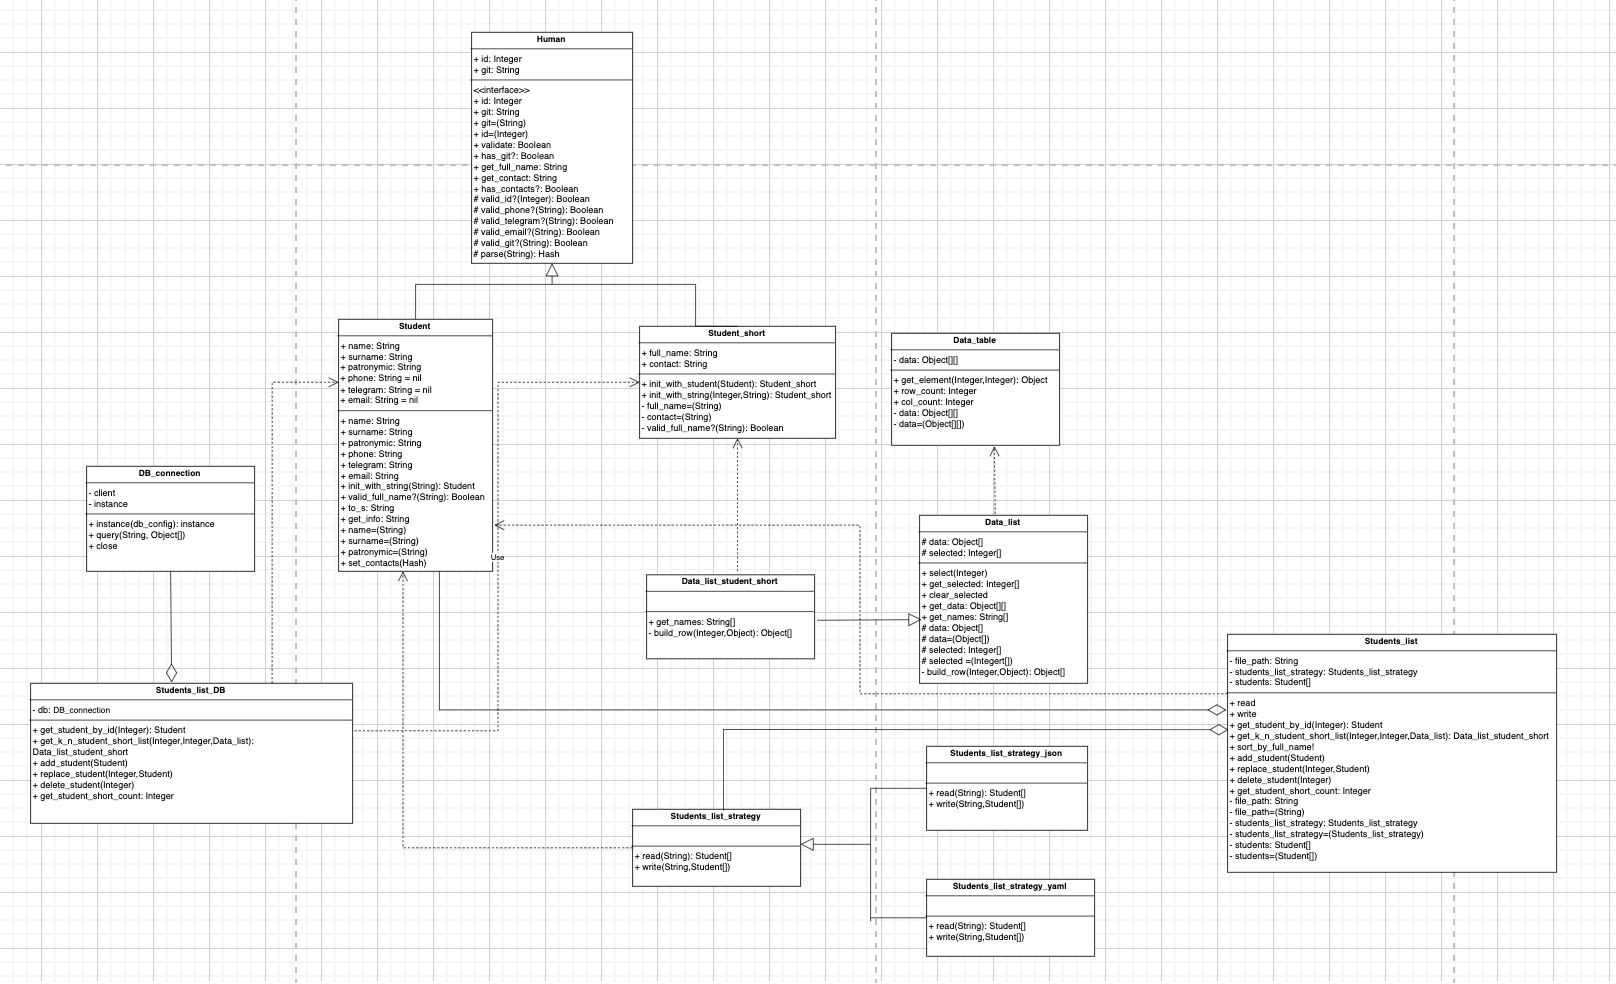 Human
+ id: Integer
+ git: String
<<interface>>
+ id: Integer
+ git: String
+ git=(String)
+ id=(Integer)
+ validate: Boolean
+ has_git?: Boolean
+ get_full_name: String
+ get_contact: String
+ has_contacts?: Boolean
# valid_id?(Integer): Boolean
# valid_phone?(String): Boolean
# valid_telegram?(String): Boolean
# valid_email?(String): Boolean
# valid_git?(String): Boolean
# parse(String): Hash
Student
+ name: String
+ surname: String
+ patronymic: String
+ phone: String = nil
+ telegram: String = nil
+ email: String = nil
+ name: String
+ surname: String
+ patronymic: String
+ phone: String
+ telegram: String
+ email: String
+ init_with_string(String): Student
+ valid_full_name?(String): Boolean
+ to_s: String
+ get_info: String
+ name=(String)
+ surname=(String)
+ patronymic=(String)
+ set_contacts(Hash)
Use
Student_short
+ full_name: String
+ contact: String
+ init_with_student(Student): Student_short
+ init_with_string(Integer,String): Student_short
- full_name=(String)
- contact=(String)
- valid_full_name?(String): Boolean
Data_table
- data: Object[][]
+ get_element(Integer,Integer): Object
+ row_count: Integer
+ col_count: Integer
- data: Object[][]
- data=(Object[][])
DB_connection
- client
- instance
+ instance(db_config): instance
+ query(String, Object[])
+ close
Data_list_student_short
+ get_names: String[]
- build_row(Integer,Object): Object[]
Data_list
# data: Object[]
# selected: Integer[]
+ select(Integer)
+ get_selected: Integer[]
+ clear_selected
+ get_data: Object[][]
+ get_names: String[]
# data: Object[]
# data=(Object[])
# selected: Integer[]
# selected =(Integert[])
- build_row(Integer,Object): Object[]
Students_list
- file_path: String
- students_list_strategy: Students_list_strategy
- students: Student[]
+ read
+ write
+ get_student_by_id(Integer): Student
+ get_k_n_student_short_list(Integer,Integer,Data_list): Data_list_student_short
+ sort_by_full_name!
+ add_student(Student)
+ replace_student(Integer,Student)
+ delete_student(Integer)
+ get_student_short_count: Integer
- file_path: String
- file_path=(String)
- students_list_strategy: Students_list_strategy
- students_list_strategy=(Students_list_strategy)
- students: Student[]
- students=(Student[])
Students_list_DB
- db: DB_connection
+ get_student_by_id(Integer): Student
+ get_k_n_student_short_list(Integer,Integer,Data_list):
Data_list_student_short
+ add_student(Student)
+ replace_student(Integer,Student)
+ delete_student(Integer)
+ get_student_short_count: Integer
Students_list_strategy_json
+ read(String): Student[]
+ write(String,Student[])
Students_list_strategy
+ read(String): Student[]
+ write(String,Student[])
Students_list_strategy_yaml
+ read(String): Student[]
+ write(String,Student[])